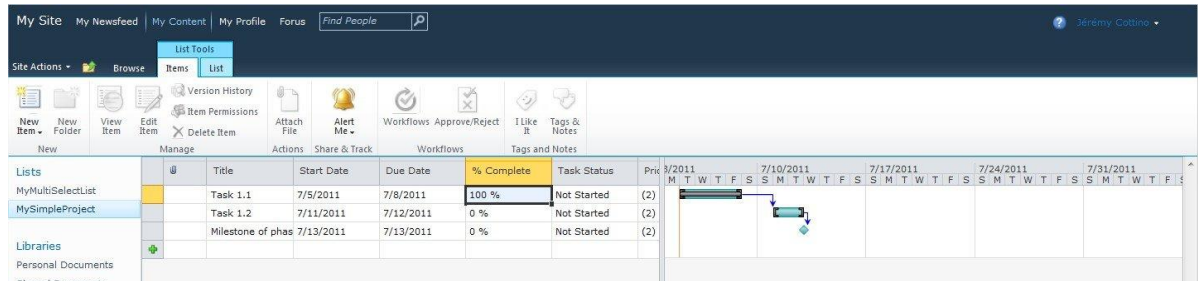 My Site My Newsfeed My Content My Profile Forus Find People Jérémy Cottino
List Tools
Site Actions Browse Items List
New Item New Folder View Item Edit Item Version History Item Permissions Delete Item Attach File Alert Me Workflows Approve/Reject I Like It Tags & Notes
New Manage Actions Share & Track Workflows Tags and Notes
Lists
MyMultiSelectList
MySimpleProject
Libraries
Personal Documents
Title Start Date Due Date % Complete Task Status Pric
Task 1.1 7/5/2011 7/8/2011 100 % Not Started (2)
Task 1.2 7/11/2011 7/12/2011 0 % Not Started (2)
Milestone of phas 7/13/2011 7/13/2011 0 % Not Started (2)
3/2011 7/10/2011 7/17/2011 7/24/2011 7/31/2011
M T W T F S S M T W T F S S M T W T F S S M T W T F S S M T W T F